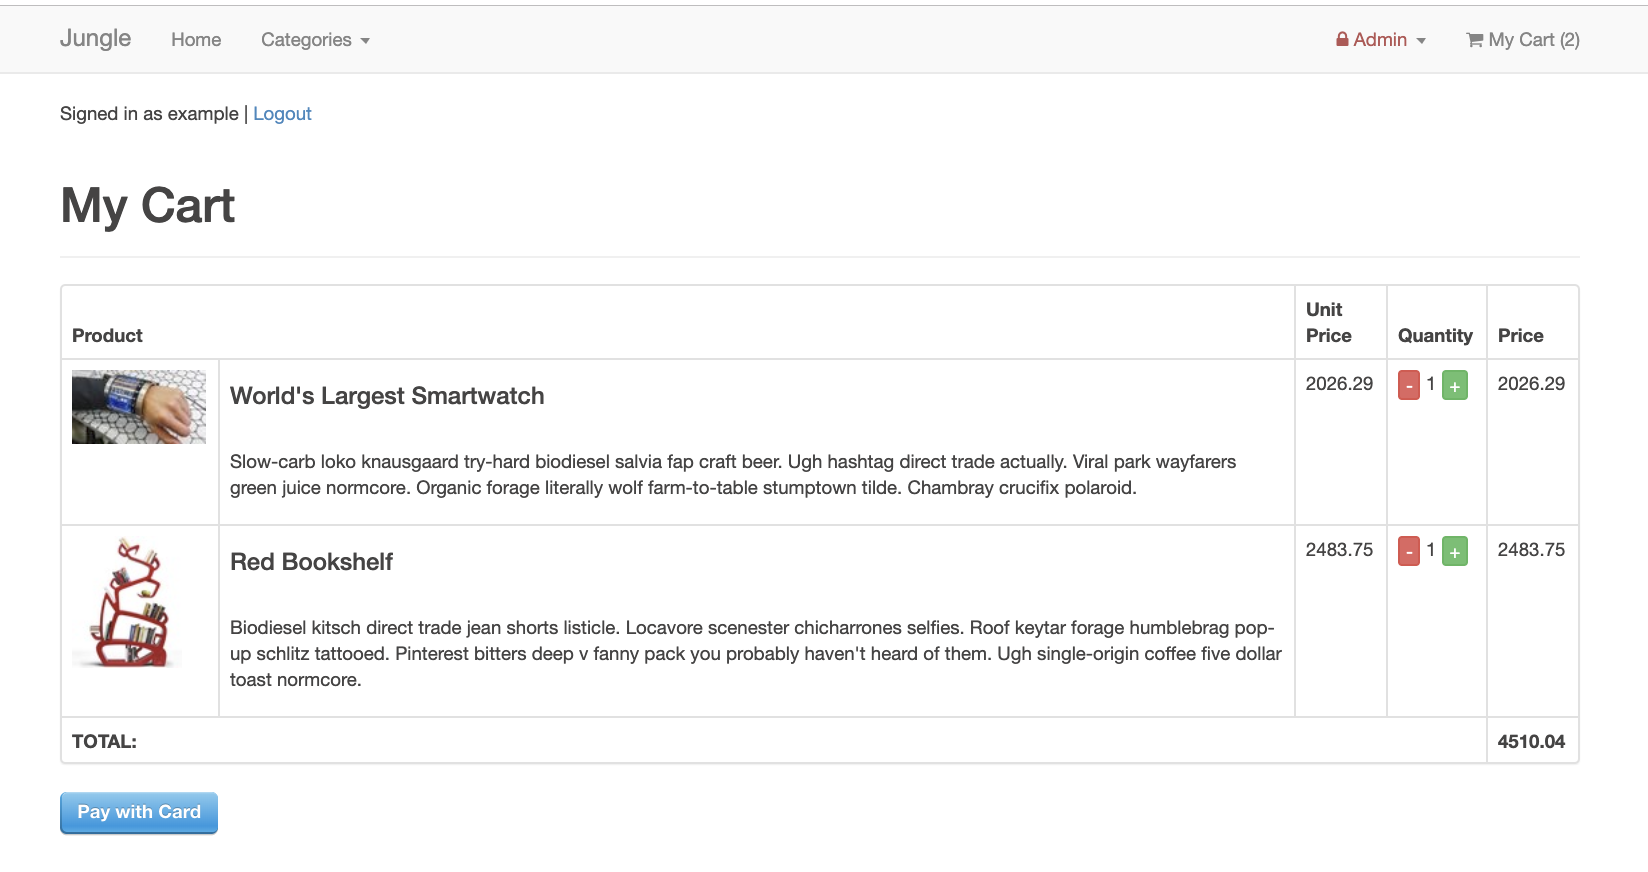 Jungle Home Categories Admin My Cart (2)
Signed in as example | Logout
My Cart
Product Unit Price Quantity Price
World's Largest Smartwatch 2026.29 - 1 + 2026.29
Slow-carb loko knausgaard try-hard biodiesel salvia fap craft beer. Ugh hashtag direct trade actually. Viral park wayfarers
green juice normcore. Organic forage literally wolf farm-to-table stumptown tilde. Chambray crucifix polaroid.
Red Bookshelf 2483.75 - 1 + 2483.75
Biodiesel kitsch direct trade jean shorts listicle. Locavore scenester chicharrones selfies. Roof keytar forage humblebrag pop-
up schlitz tattooed. Pinterest bitters deep v fanny pack you probably haven't heard of them. Ugh single-origin coffee five dollar
toast normcore.
TOTAL: 4510.04
Pay with Card